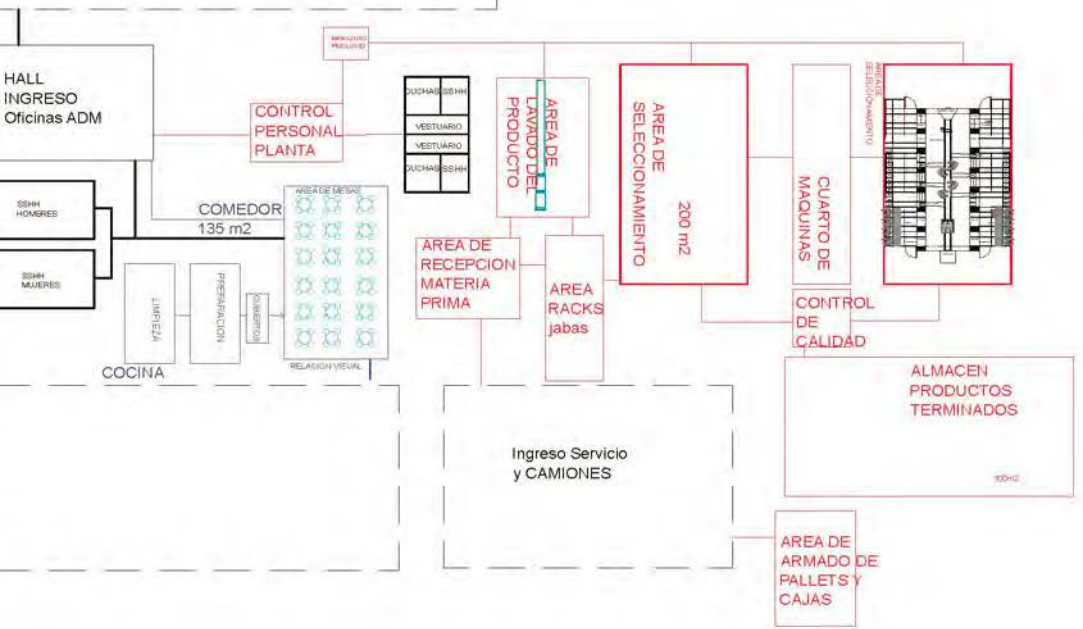 HALL
INGRESO
Oficinas ADM
CONTROL
PERSONAL
PLANTA
DUCHAS SSHH
VESTUARIO
VESTUARIO
DUCHAS SSHH
AREA DE
LAVADO DEL
PRODUCTO
AREA DE
SELECCIONAMIENTO
200 m2
CUARTO DE
MAQUINAS
AREA DE
SELECCIONAMIENTO
SSHH
HOMBRES
SSHH
MUJERES
COMEDOR
135 m2
AREA DE MESAS
LIMPIEZA
PREPARACION
CUBIERTOS
COCINA
RELACION VISUAL
AREA DE
RECEPCION
MATERIA
PRIMA
AREA
RACKS
jabas
CONTROL
DE
CALIDAD
ALMACEN
PRODUCTOS
TERMINADOS
Ingreso Servicio
y CAMIONES
AREA DE
ARMADO DE
PALLETS Y
CAJAS